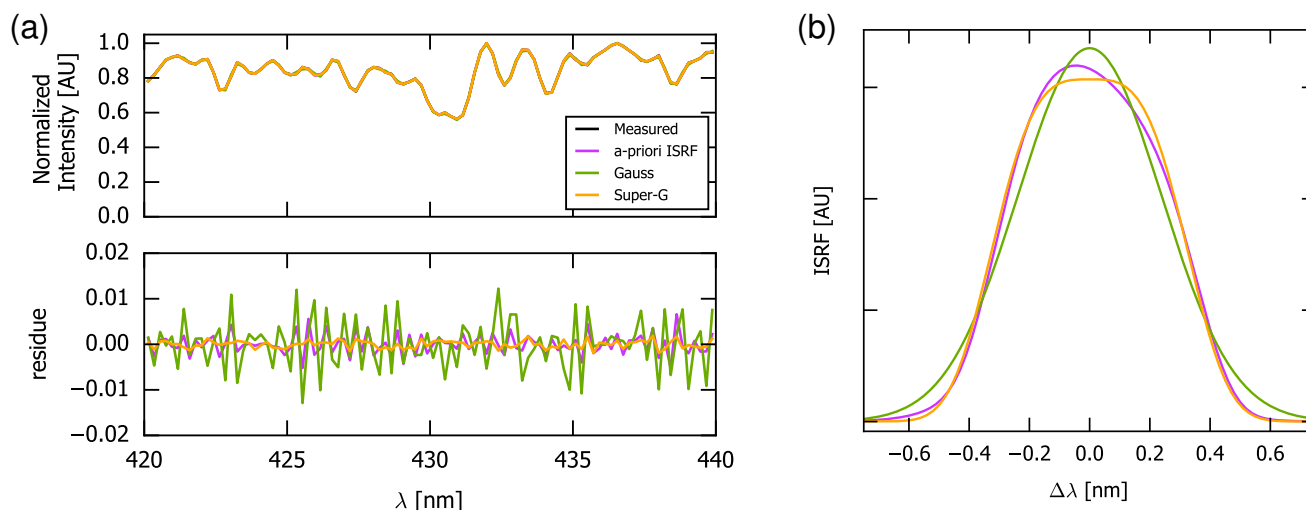 (a)
Normalized
Intensity [AU]
1.0
0.8
0.6
0.4
0.2
0.0
Measured
a-priori ISRF
Gauss
Super-G
residue
0.02
0.01
0.00
−0.01
−0.02
420 425 430 435 440
λ [nm]
(b)
ISRF [AU]
−0.6 −0.4 −0.2 0.0 0.2 0.4 0.6
Δλ [nm]